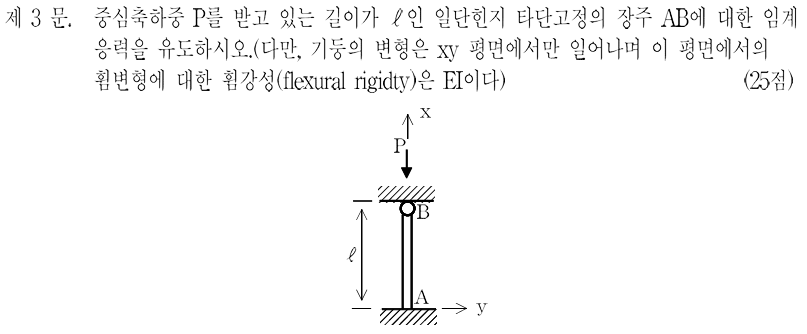 제 3 문. 중심축하중 P를 받고 있는 길이가 ℓ인 일단힌지 타단고정의 장주 AB에 대한 임계
응력을 유도하시오.(다만, 기둥의 변형은 xy 평면에서만 일어나며 이 평면에서의
휨변형에 대한 휨강성(flexural rigidty)은 EI이다) (25점)
x
P
B
ℓ
A
y